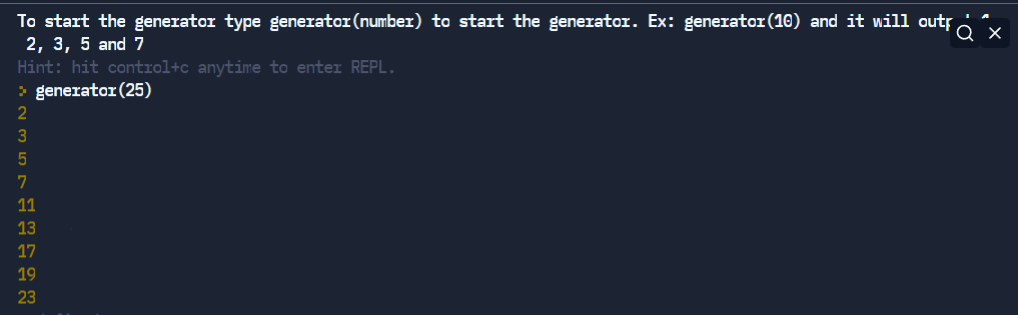 To start the generator type generator(number) to start the generator. Ex: generator(10) and it will
2, 3, 5 and 7
Hint: hit control+c anytime to enter REPL.
> generator(25)
2
3
5
7
11
13
17
19
23